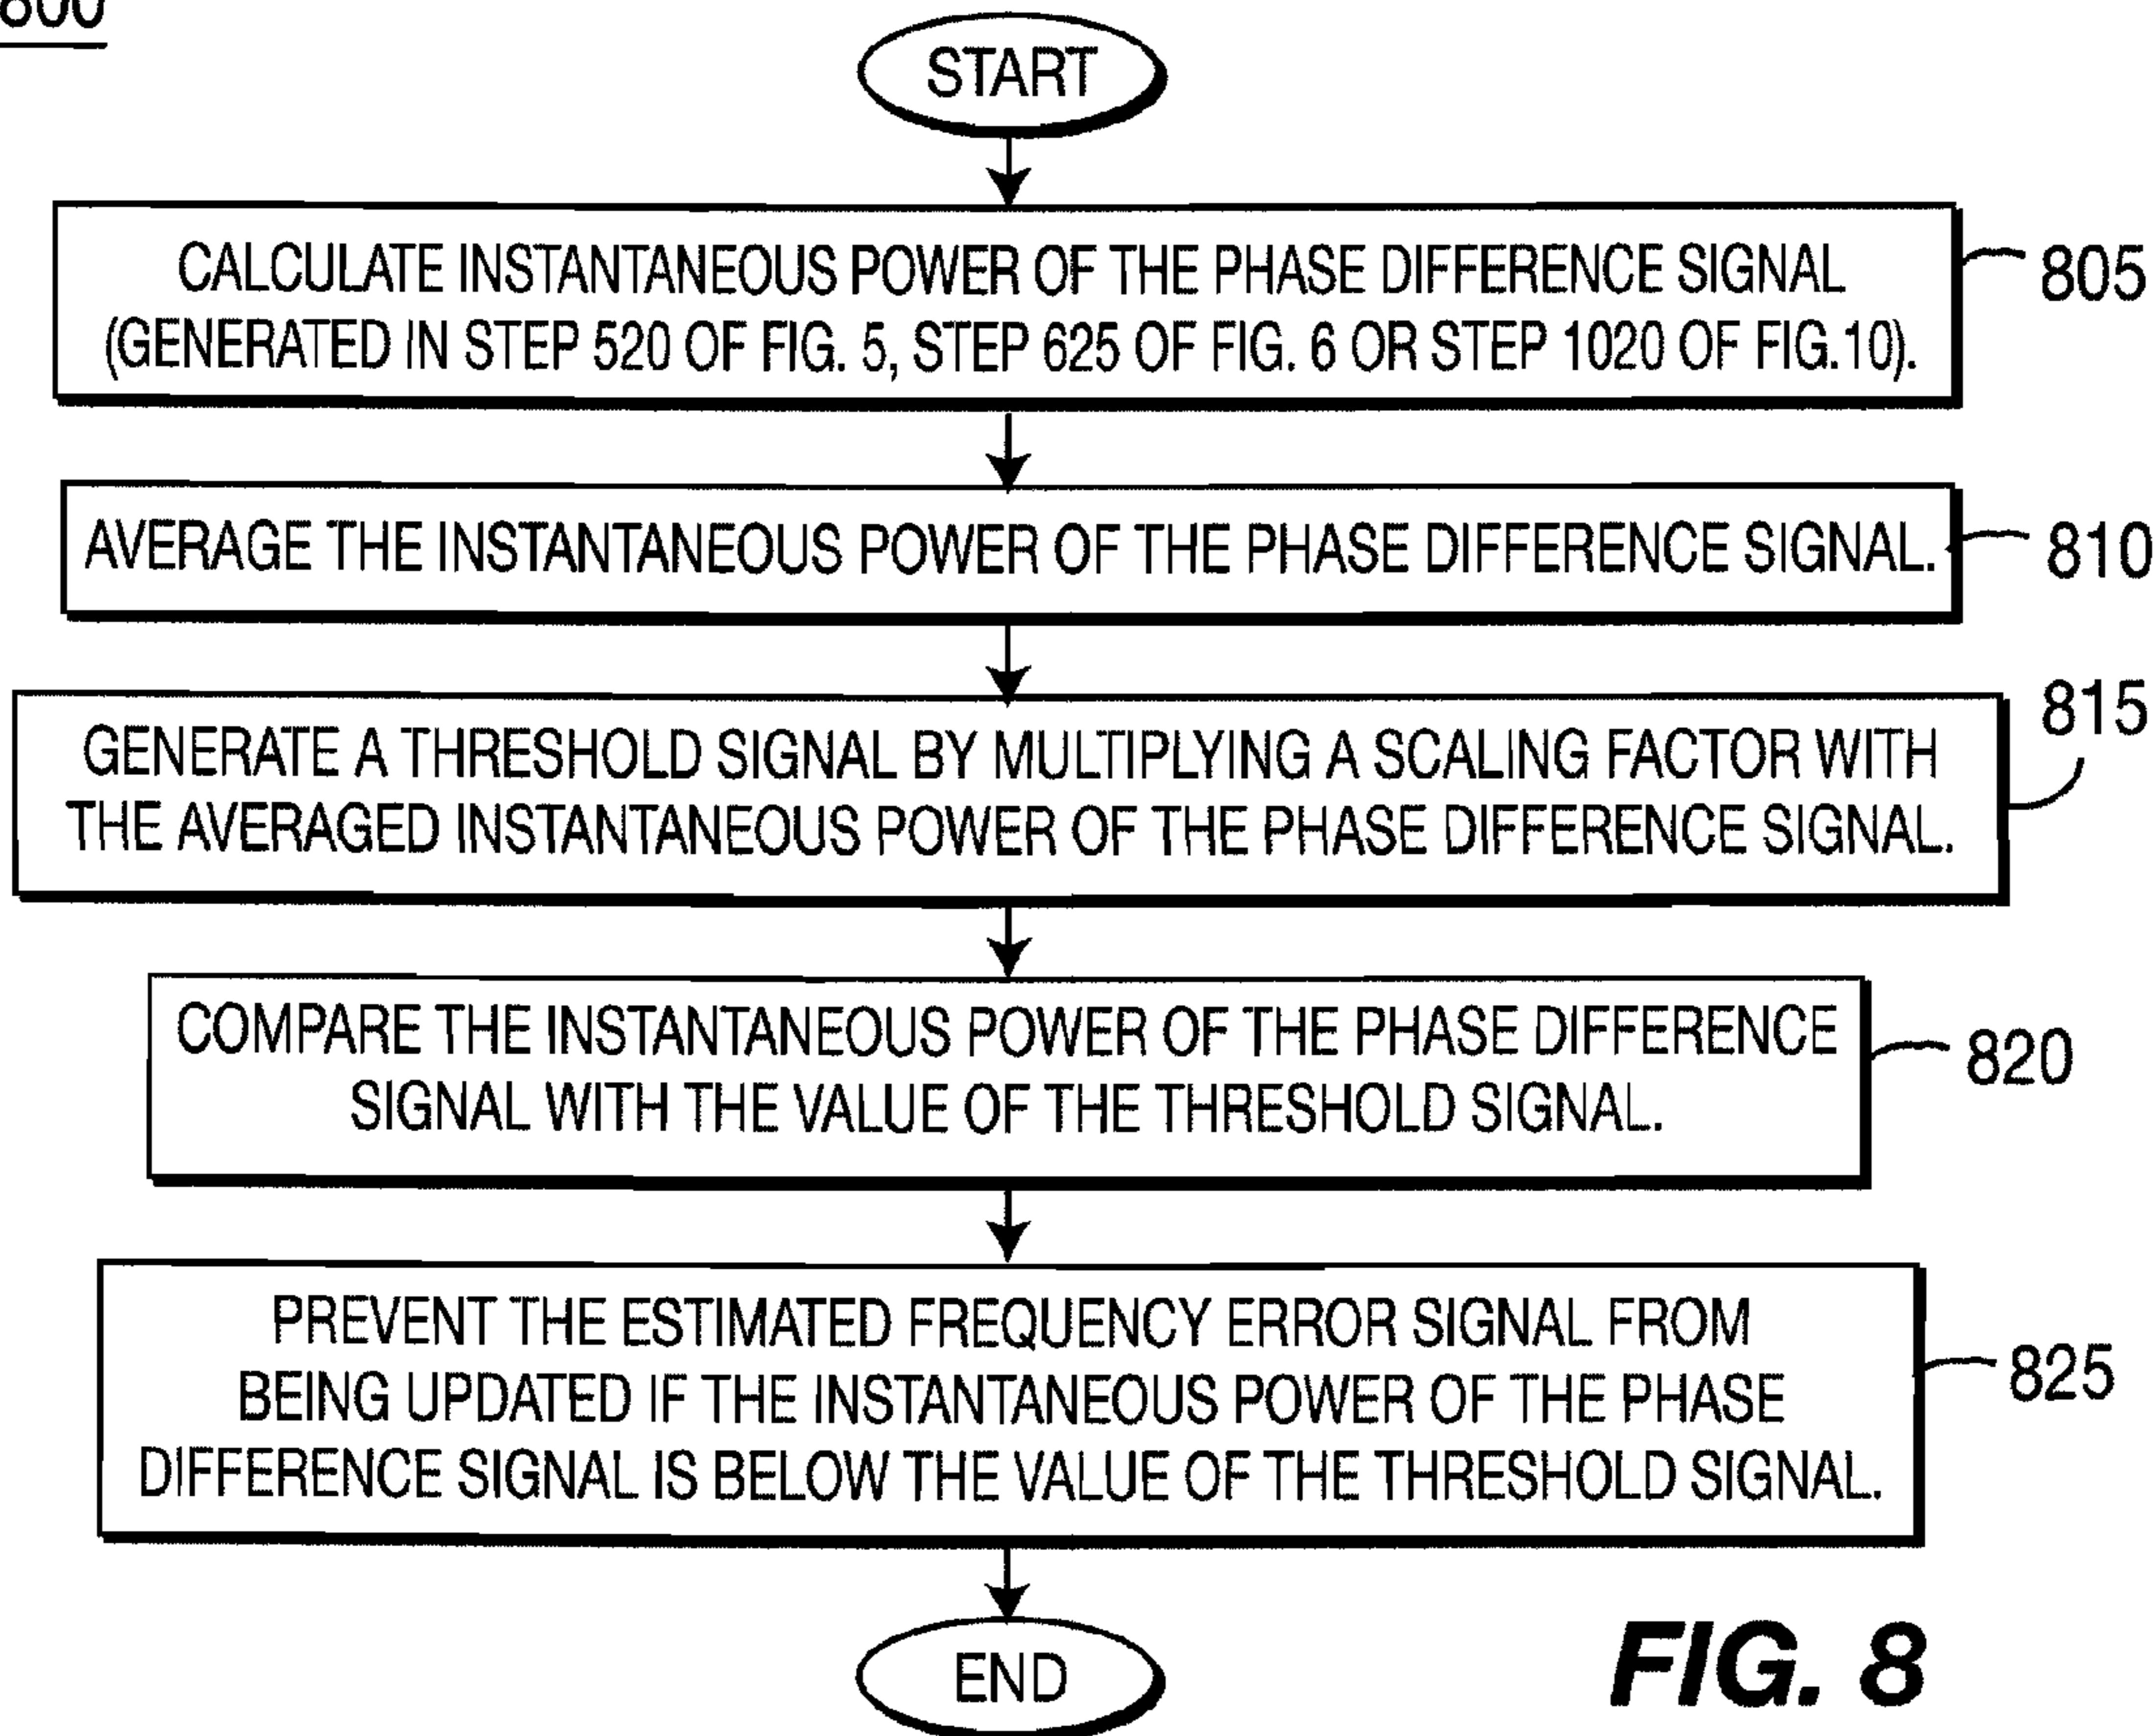 800
START
CALCULATE INSTANTANEOUS POWER OF THE PHASE DIFFERENCE SIGNAL
(GENERATED IN STEP 520 OF FIG. 5, STEP 625 OF FIG. 6 OR STEP 1020 OF FIG.10).
805
AVERAGE THE INSTANTANEOUS POWER OF THE PHASE DIFFERENCE SIGNAL.
810
815
GENERATE A THRESHOLD SIGNAL BY MULTIPLYING A SCALING FACTOR WITH
THE AVERAGED INSTANTANEOUS POWER OF THE PHASE DIFFERENCE SIGNAL.
COMPARE THE INSTANTANEOUS POWER OF THE PHASE DIFFERENCE
SIGNAL WITH THE VALUE OF THE THRESHOLD SIGNAL.
820
PREVENT THE ESTIMATED FREQUENCY ERROR SIGNAL FROM
BEING UPDATED IF THE INSTANTANEOUS POWER OF THE PHASE
DIFFERENCE SIGNAL IS BELOW THE VALUE OF THE THRESHOLD SIGNAL.
825
END
FIG. 8